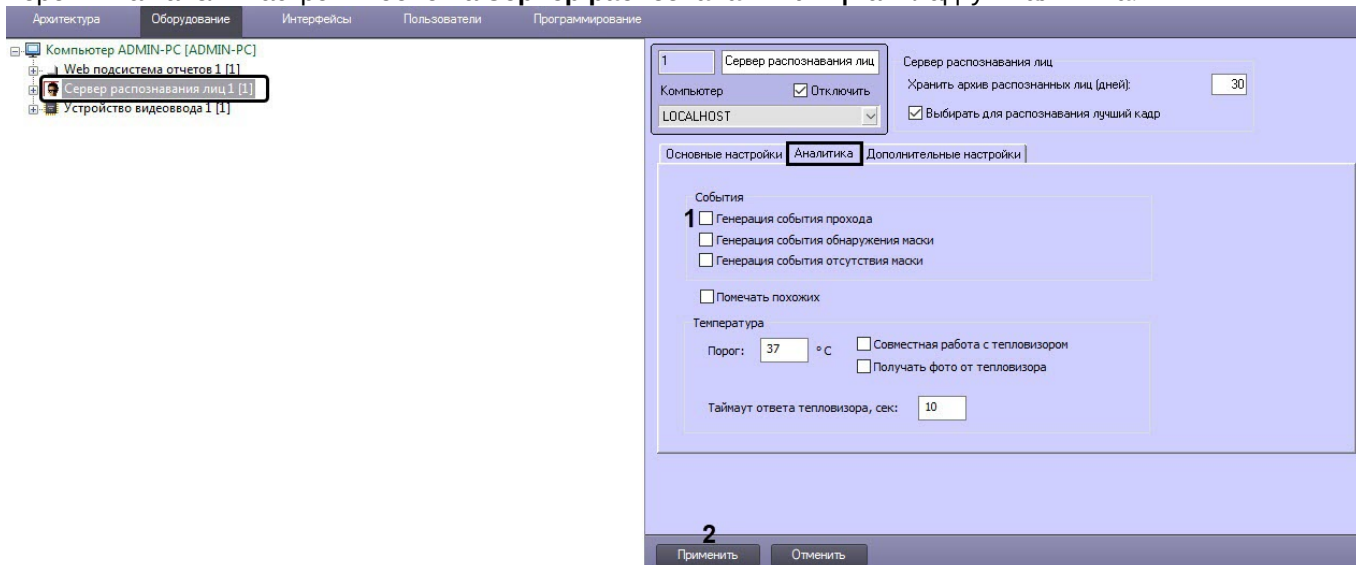 Архитектура Оборудование Интерфейсы Пользователи Программирование
Компьютер ADMIN-PC [ADMIN-PC]
Web подсистема отчетов 1 [1]
Сервер распознавания лиц 1 [1]
Устройство видеоввода 1 [1]
1 Сервер распознавания лиц
Компьютер Отключить
LOCALHOST
Сервер распознавания лиц
Хранить архив распознанных лиц (дней): 30
Выбирать для распознавания лучший кадр
Основные настройки Аналитика Дополнительные настройки
События
1 Генерация события прохода
Генерация события обнаружения маски
Генерация события отсутствия маски
Помечать похожих
Температура
Порог: 37 °C Совместная работа с тепловизором
Получать фото от тепловизора
Таймаут ответа тепловизора, сек: 10
2
Применить Отменить